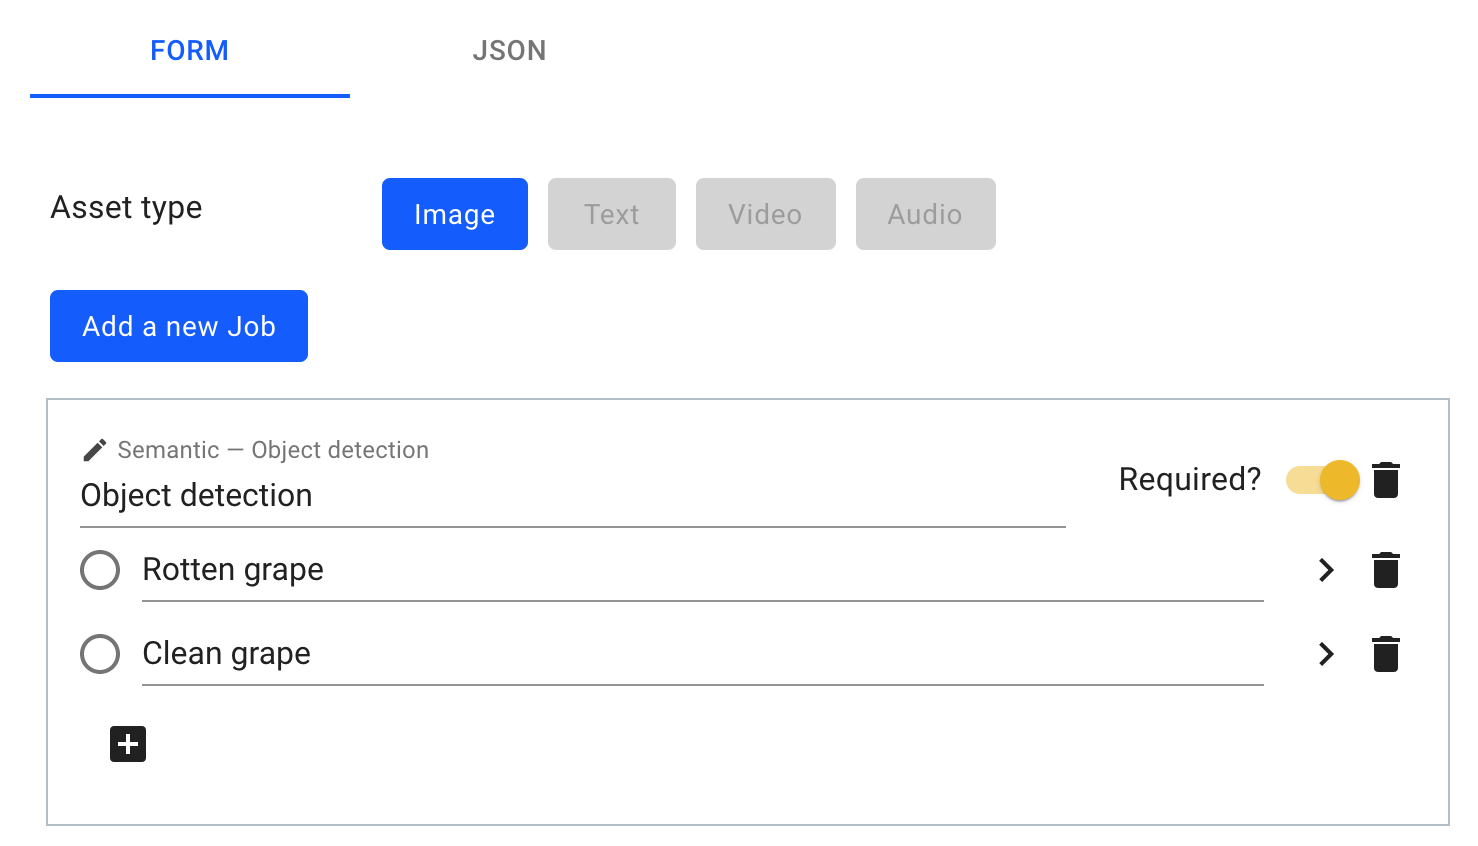 FORM JSON
Asset type Image Text Video Audio
Add a new Job
Semantic — Object detection
Object detection Required?
Rotten grape
Clean grape